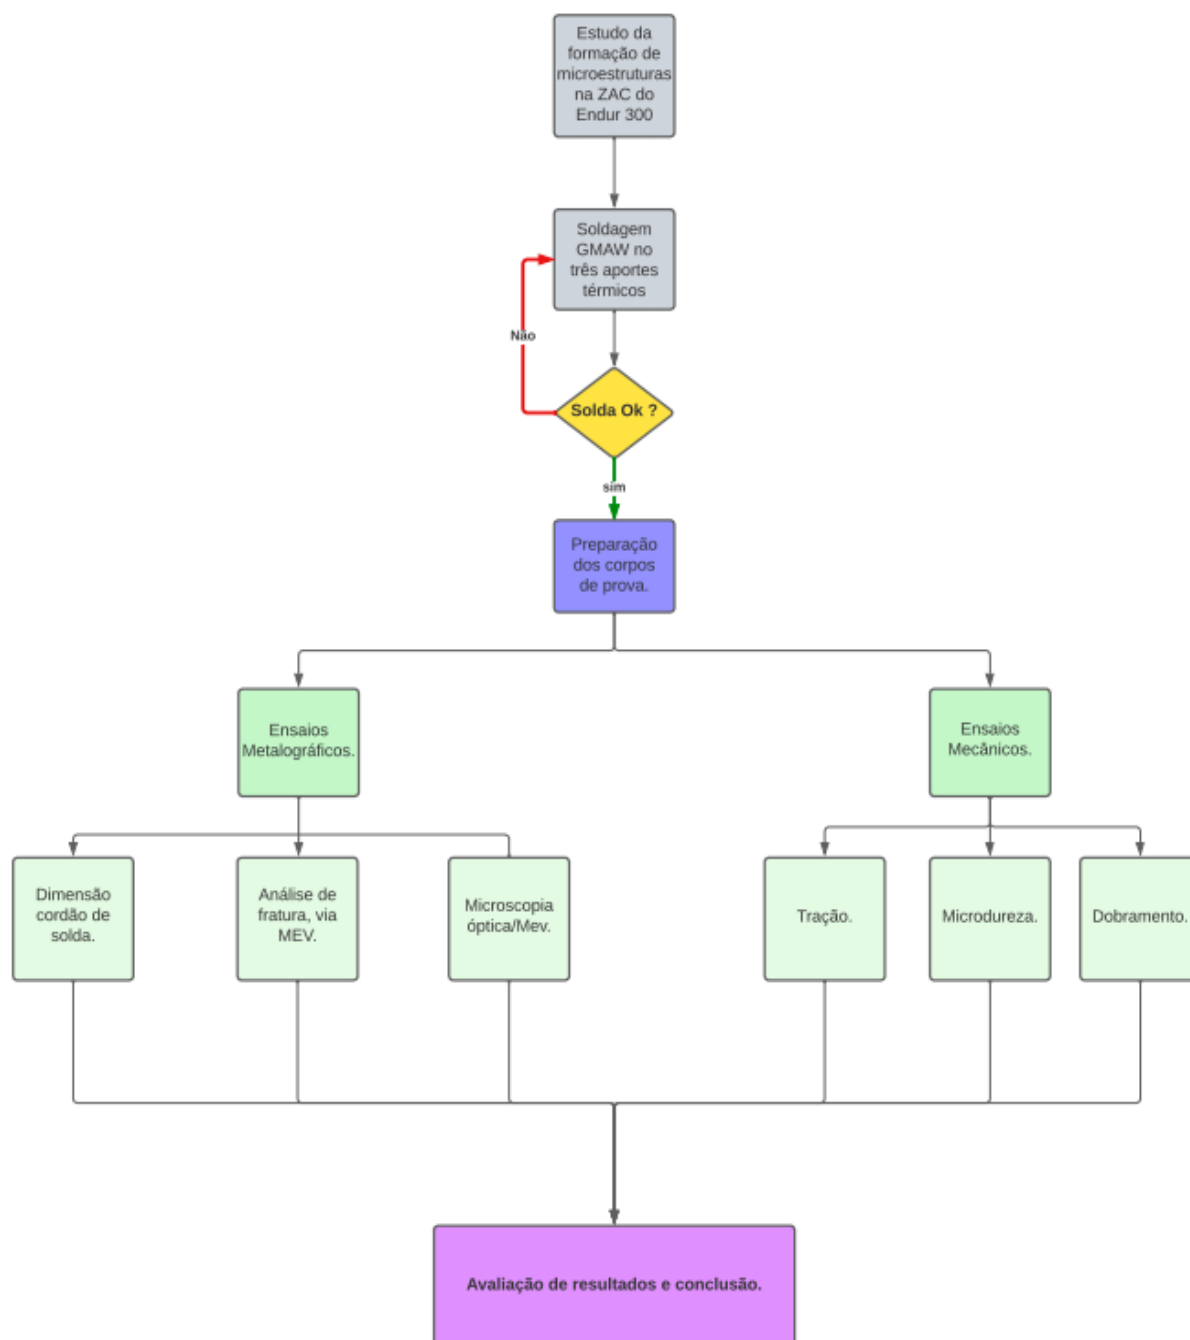 Estudo da
formação de
microestruturas
na ZAC do
Endur 300
Soldagem
GMAW no
três aportes
térmicos
Não
Solda Ok ?
sim
Preparação
dos corpos
de prova.
Ensaios
Metalográficos.
Ensaios
Mecânicos.
Dimensão
cordão de
solda.
Análise de
fratura, via
MEV.
Microscopia
óptica/Mev.
Tração.
Microdureza.
Dobramento.
Avaliação de resultados e conclusão.